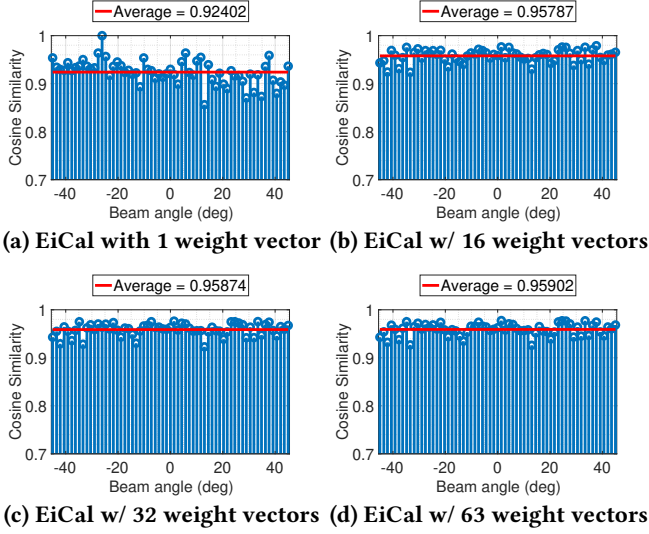 Average = 0.92402
Cosine Similarity
1
0.9
0.8
0.7
-40 -20 0 20 40
Beam angle (deg)
(a) EiCal with 1 weight vector
Average = 0.95787
Cosine Similarity
1
0.9
0.8
0.7
-40 -20 0 20 40
Beam angle (deg)
(b) EiCal w/ 16 weight vectors
Average = 0.95874
Cosine Similarity
1
0.9
0.8
0.7
-40 -20 0 20 40
Beam angle (deg)
(c) EiCal w/ 32 weight vectors
Average = 0.95902
Cosine Similarity
1
0.9
0.8
0.7
-40 -20 0 20 40
Beam angle (deg)
(d) EiCal w/ 63 weight vectors